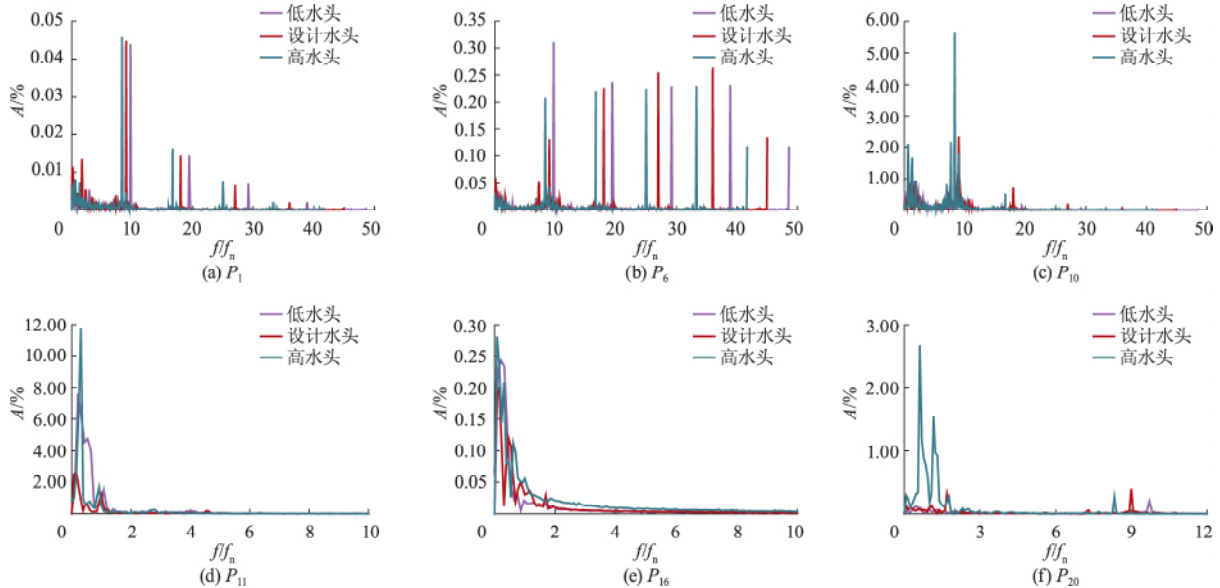 A/%
0.05
0.04
0.03
0.02
0.01
0 10 20 30 40 50
低水头
设计水头
高水头
f/fn
(a) P1
A/%
0.35
0.30
0.25
0.20
0.15
0.10
0.05
0 10 20 30 40 50
低水头
设计水头
高水头
f/fn
(b) P6
A/%
6.00
5.00
4.00
3.00
2.00
1.00
0 10 20 30 40 50
低水头
设计水头
高水头
f/fn
(c) P10
A/%
12.00
10.00
8.00
6.00
4.00
2.00
0 2 4 6 8 10
低水头
设计水头
高水头
f/fn
(d) P11
A/%
0.30
0.25
0.20
0.15
0.10
0.05
0 2 4 6 8 10
低水头
设计水头
高水头
f/fn
(e) P16
A/%
3.00
2.00
1.00
0 3 6 9 12
低水头
设计水头
高水头
f/fn
(f) P20